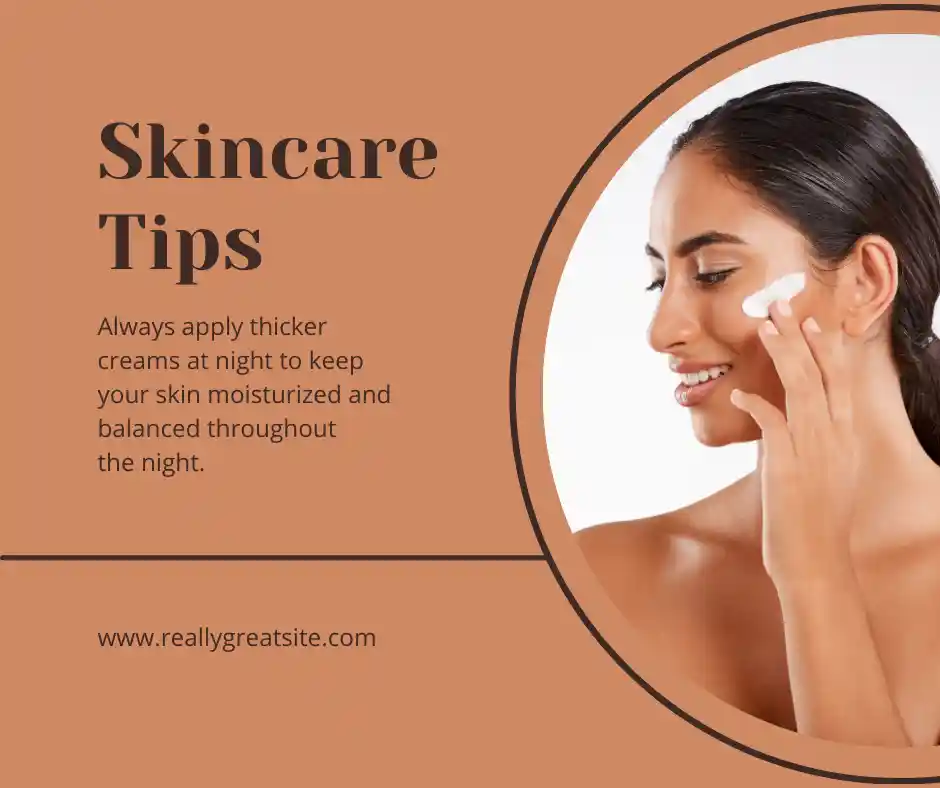 Skincare
Tips
Always apply thicker
creams at night to keep
your skin moisturized and
balanced throughout
the night.
www.reallygreatsite.com